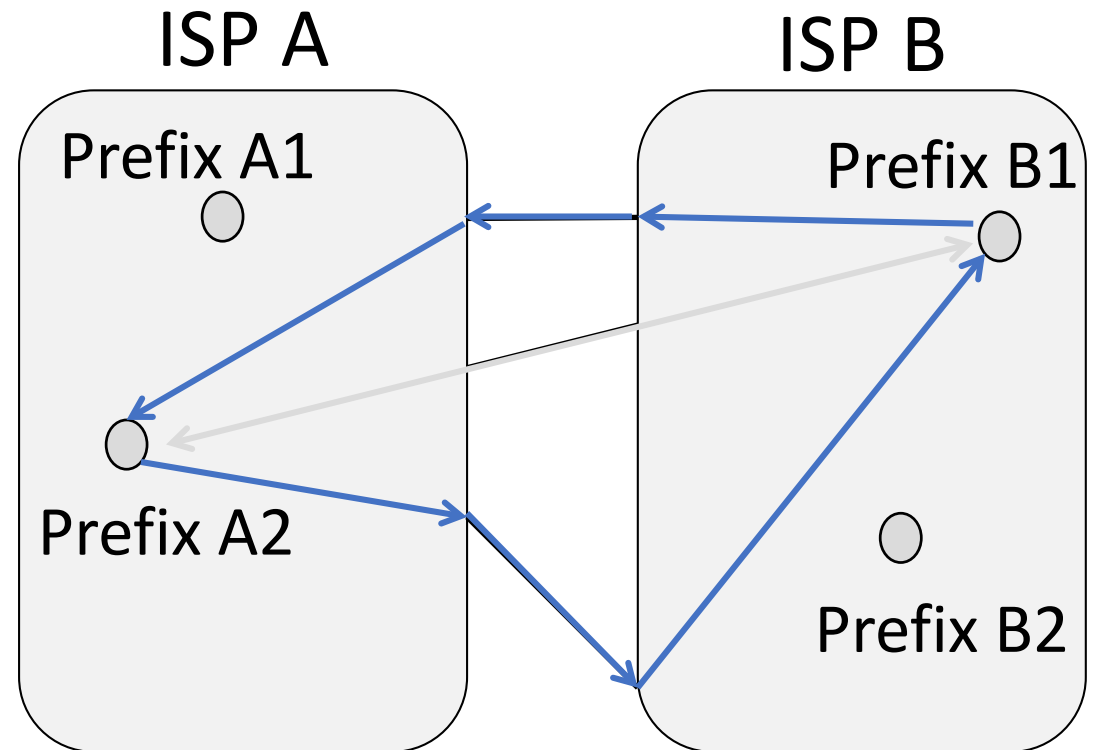 ISP A
ISP B
Prefix A1
Prefix B1
Prefix A2
Prefix B2